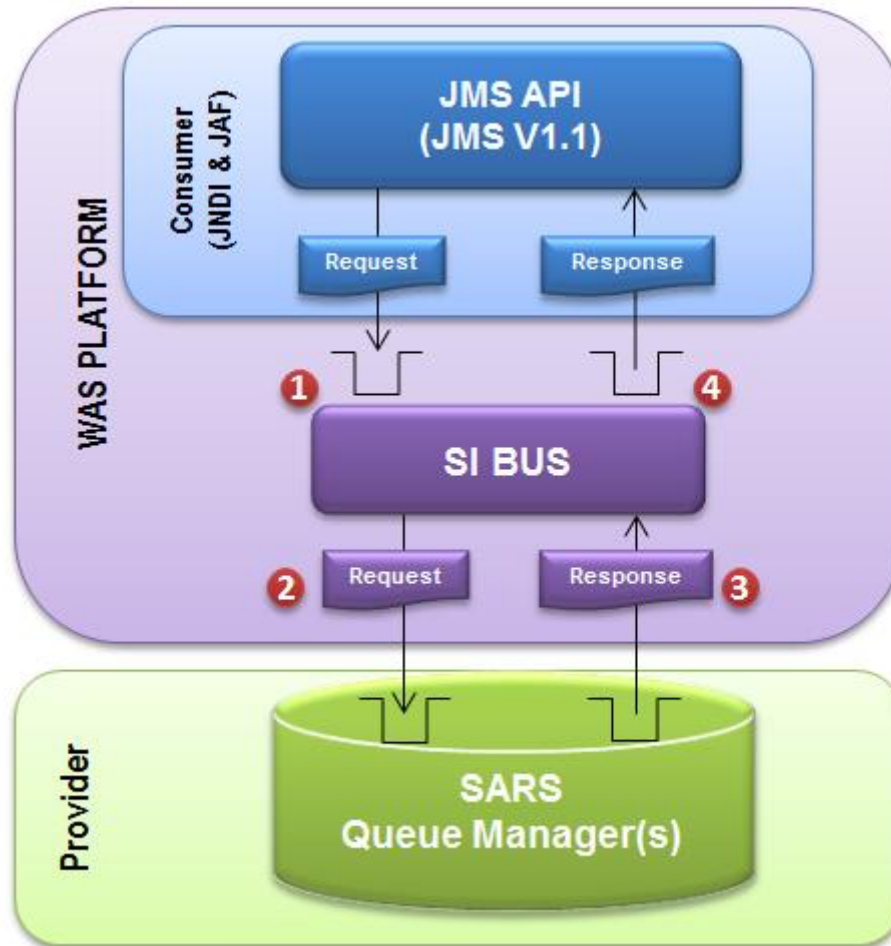 WAS PLATFORM
Consumer
(JNDI & JAF)
JMS API
(JMS V1.1)
Request
Response
1
4
SI BUS
2
Request
Response
3
Provider
SARS
Queue Manager(s)